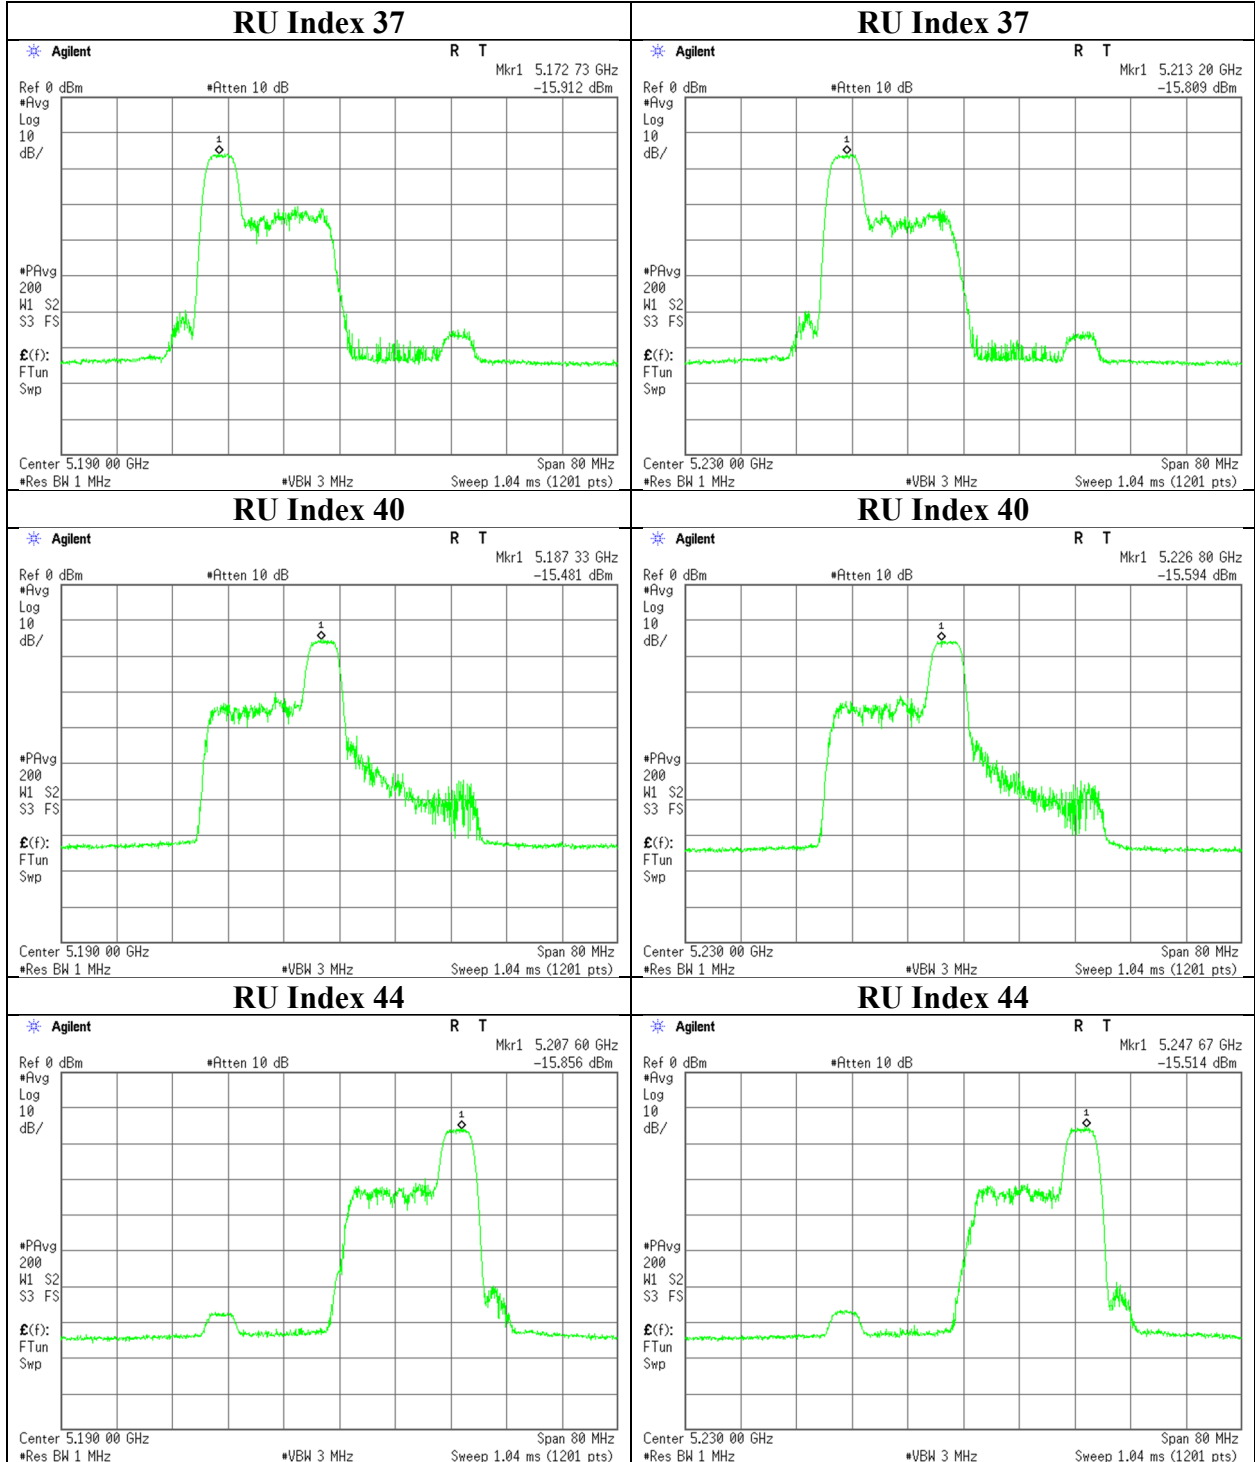 RU Index 37
Agilent
R T
Mkr1 5.172 73 GHz
Ref 0 dBm #Atten 10 dB -15.912 dBm
#Avg
Log
10
dB/
1
#PAvg
200
W1 S2
S3 FS
£(f):
FTun
Swp
Center 5.190 00 GHz Span 80 MHz
#Res BW 1 MHz #VBW 3 MHz Sweep 1.04 ms (1201 pts)
RU Index 37
Agilent
R T
Mkr1 5.213 20 GHz
Ref 0 dBm #Atten 10 dB -15.809 dBm
#Avg
Log
10
dB/
1
#PAvg
200
W1 S2
S3 FS
£(f):
FTun
Swp
Center 5.230 00 GHz Span 80 MHz
#Res BW 1 MHz #VBW 3 MHz Sweep 1.04 ms (1201 pts)
RU Index 40
Agilent
R T
Mkr1 5.187 33 GHz
Ref 0 dBm #Atten 10 dB -15.481 dBm
#Avg
Log
10
dB/
1
#PAvg
200
W1 S2
S3 FS
£(f):
FTun
Swp
Center 5.190 00 GHz Span 80 MHz
#Res BW 1 MHz #VBW 3 MHz Sweep 1.04 ms (1201 pts)
RU Index 40
Agilent
R T
Mkr1 5.226 80 GHz
Ref 0 dBm #Atten 10 dB -15.594 dBm
#Avg
Log
10
dB/
1
#PAvg
200
W1 S2
S3 FS
£(f):
FTun
Swp
Center 5.230 00 GHz Span 80 MHz
#Res BW 1 MHz #VBW 3 MHz Sweep 1.04 ms (1201 pts)
RU Index 44
Agilent
R T
Mkr1 5.207 60 GHz
Ref 0 dBm #Atten 10 dB -15.856 dBm
#Avg
Log
10
dB/
1
#PAvg
200
W1 S2
S3 FS
£(f):
FTun
Swp
Center 5.190 00 GHz Span 80 MHz
#Res BW 1 MHz #VBW 3 MHz Sweep 1.04 ms (1201 pts)
RU Index 44
Agilent
R T
Mkr1 5.247 67 GHz
Ref 0 dBm #Atten 10 dB -15.514 dBm
#Avg
Log
10
dB/
1
#PAvg
200
W1 S2
S3 FS
£(f):
FTun
Swp
Center 5.230 00 GHz Span 80 MHz
#Res BW 1 MHz #VBW 3 MHz Sweep 1.04 ms (1201 pts)